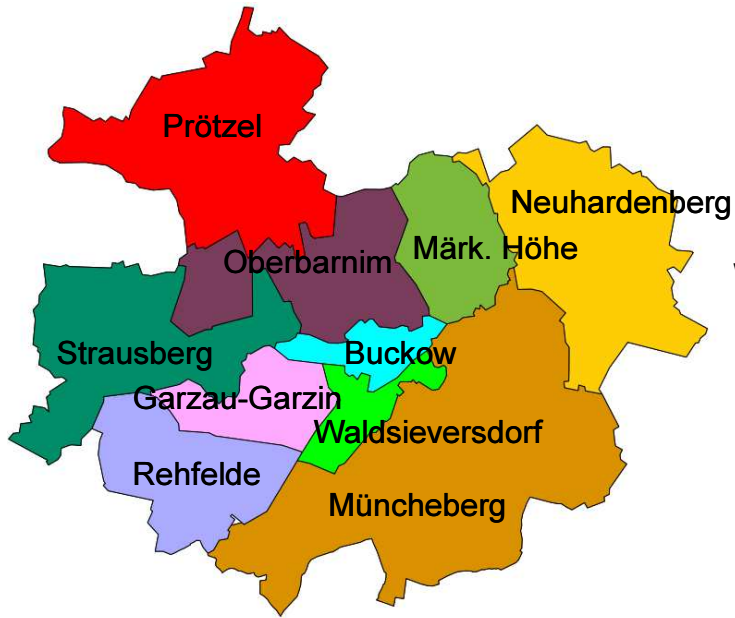 Prötzel
Neuhardenberg
Märk. Höhe
Oberbarnim
Strausberg
Buckow
Garzau-Garzin
Waldsieversdorf
Rehfelde
Müncheberg